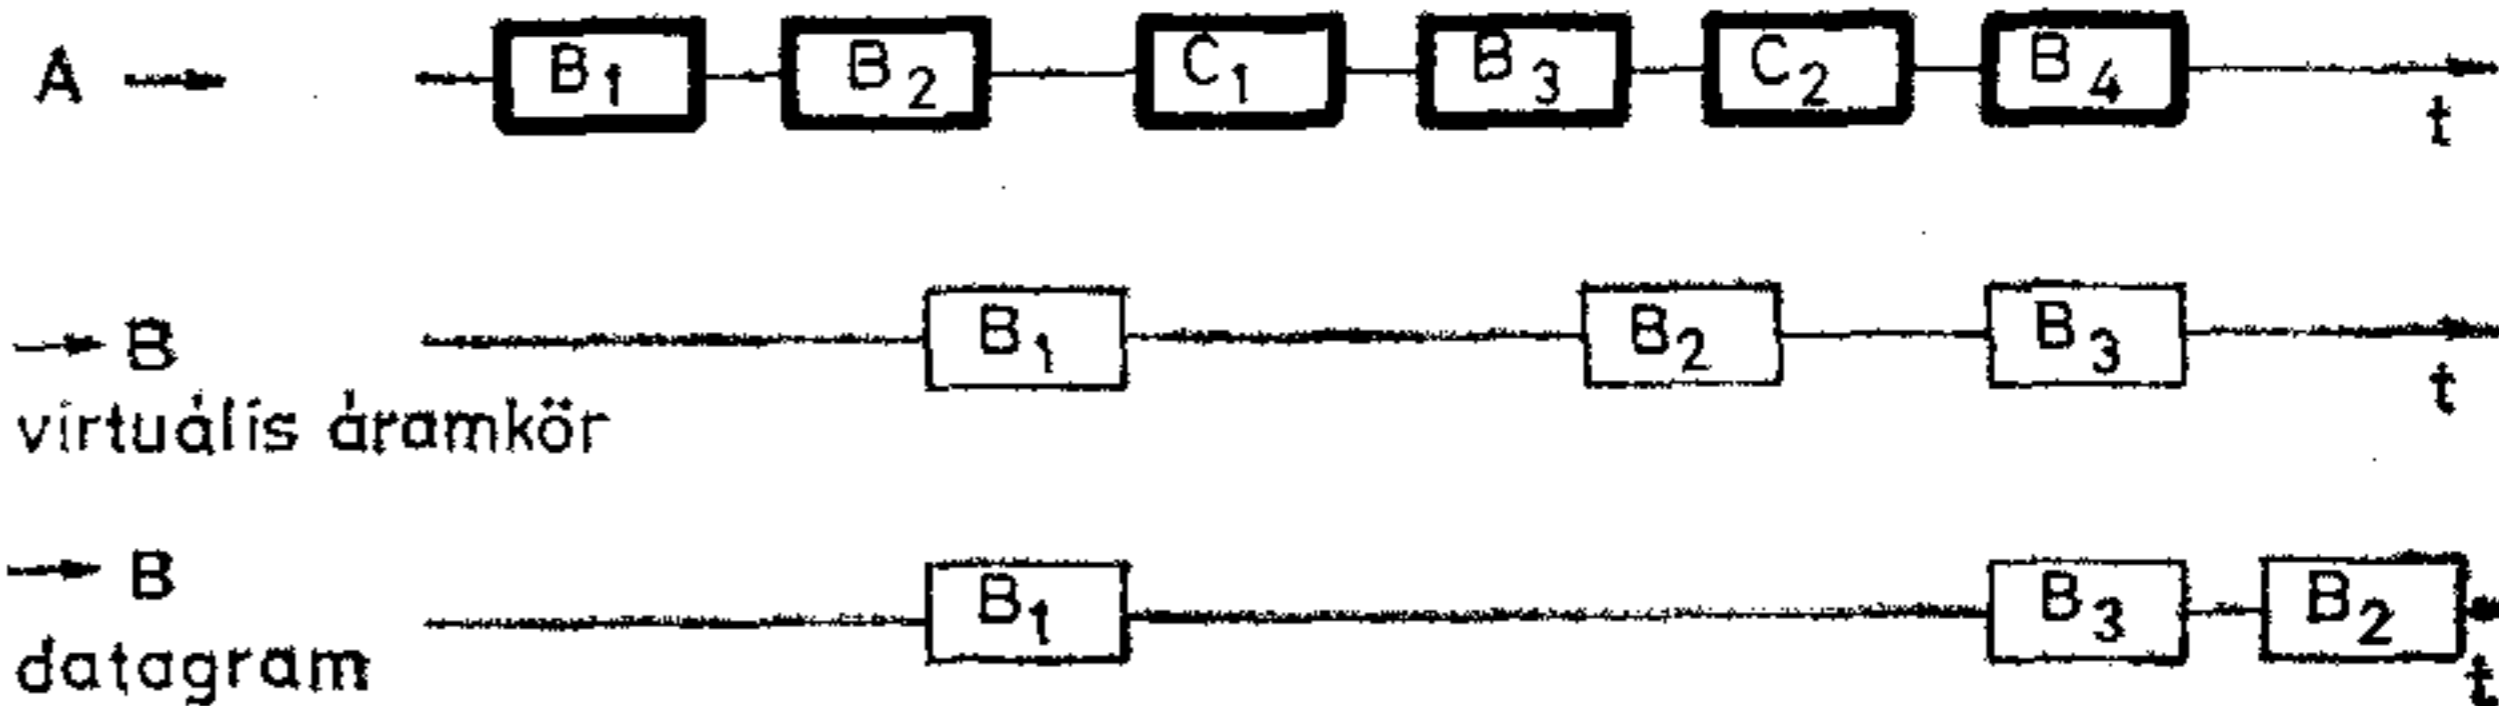 A B₁ B₂ C₁ B₃ C₂ B₄
t
B B₁ B₂ B₃
t
virtuális áramkör
B B₁ B₃ B₂
datagram t